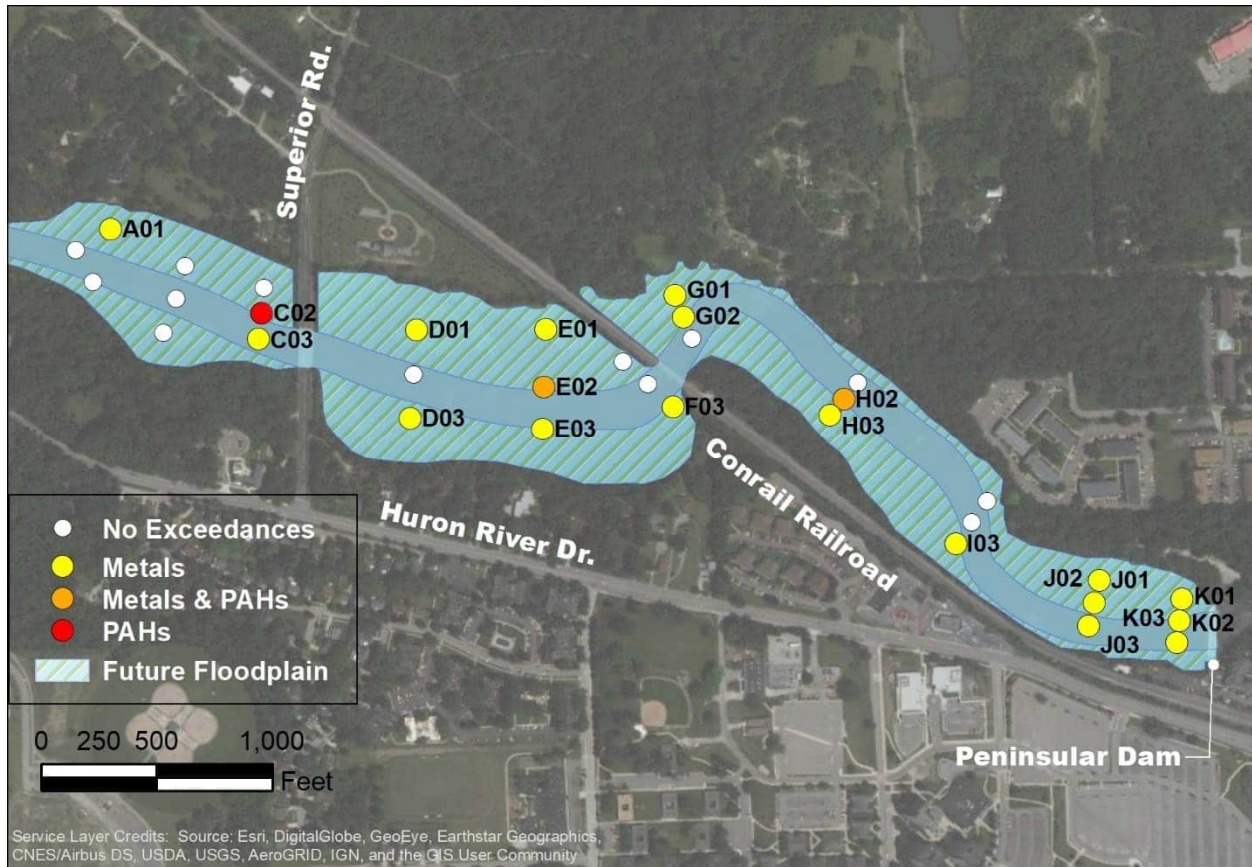 Superior Rd.
A01
C02
C03
D01
D03
E01
E02
E03
F03
G01
G02
H02
H03
I03
J02
J01
J03
K01
K03
K02
Conrail Railroad
Huron River Dr.
Peninsular Dam
No Exceedances
Metals
Metals & PAHs
PAHs
Future Floodplain
0 250 500 1,000
Feet
Service Layer Credits: Source: Esri, DigitalGlobe, GeoEye, Earthstar Geographics,
CNES/Airbus DS, USDA, USGS, AeroGRID, IGN, and the GIS User Community